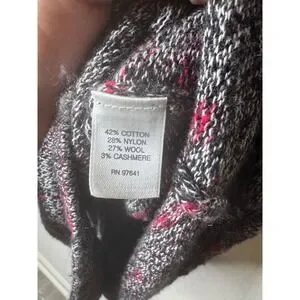 42% COTTON
28% NYLON
27% WOOL
3% CASHMERE
RN 97641